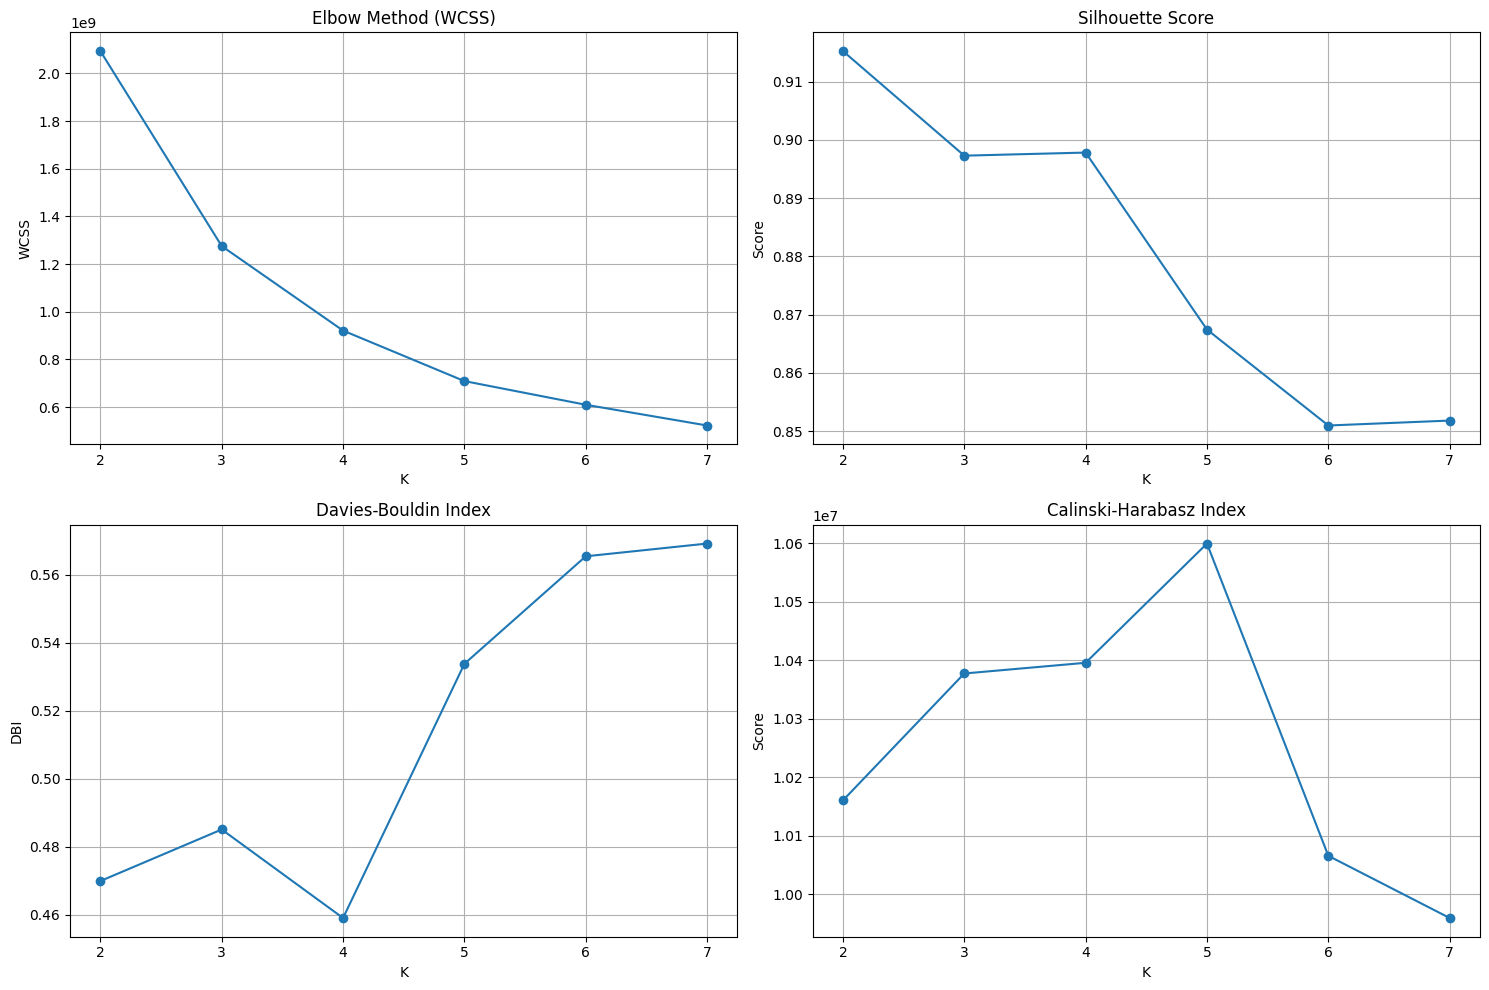 Elbow Method (WCSS)
1e9
2.0
1.8
1.6
1.4
1.2
1.0
0.8
0.6
WCSS
2 3 4 5 6 7
K
Silhouette Score
0.91
0.90
0.89
0.88
0.87
0.86
0.85
Score
2 3 4 5 6 7
K
Davies-Bouldin Index
0.56
0.54
0.52
0.50
0.48
0.46
DBI
2 3 4 5 6 7
K
Calinski-Harabasz Index
1e7
1.06
1.05
1.04
1.03
1.02
1.01
1.00
Score
2 3 4 5 6 7
K